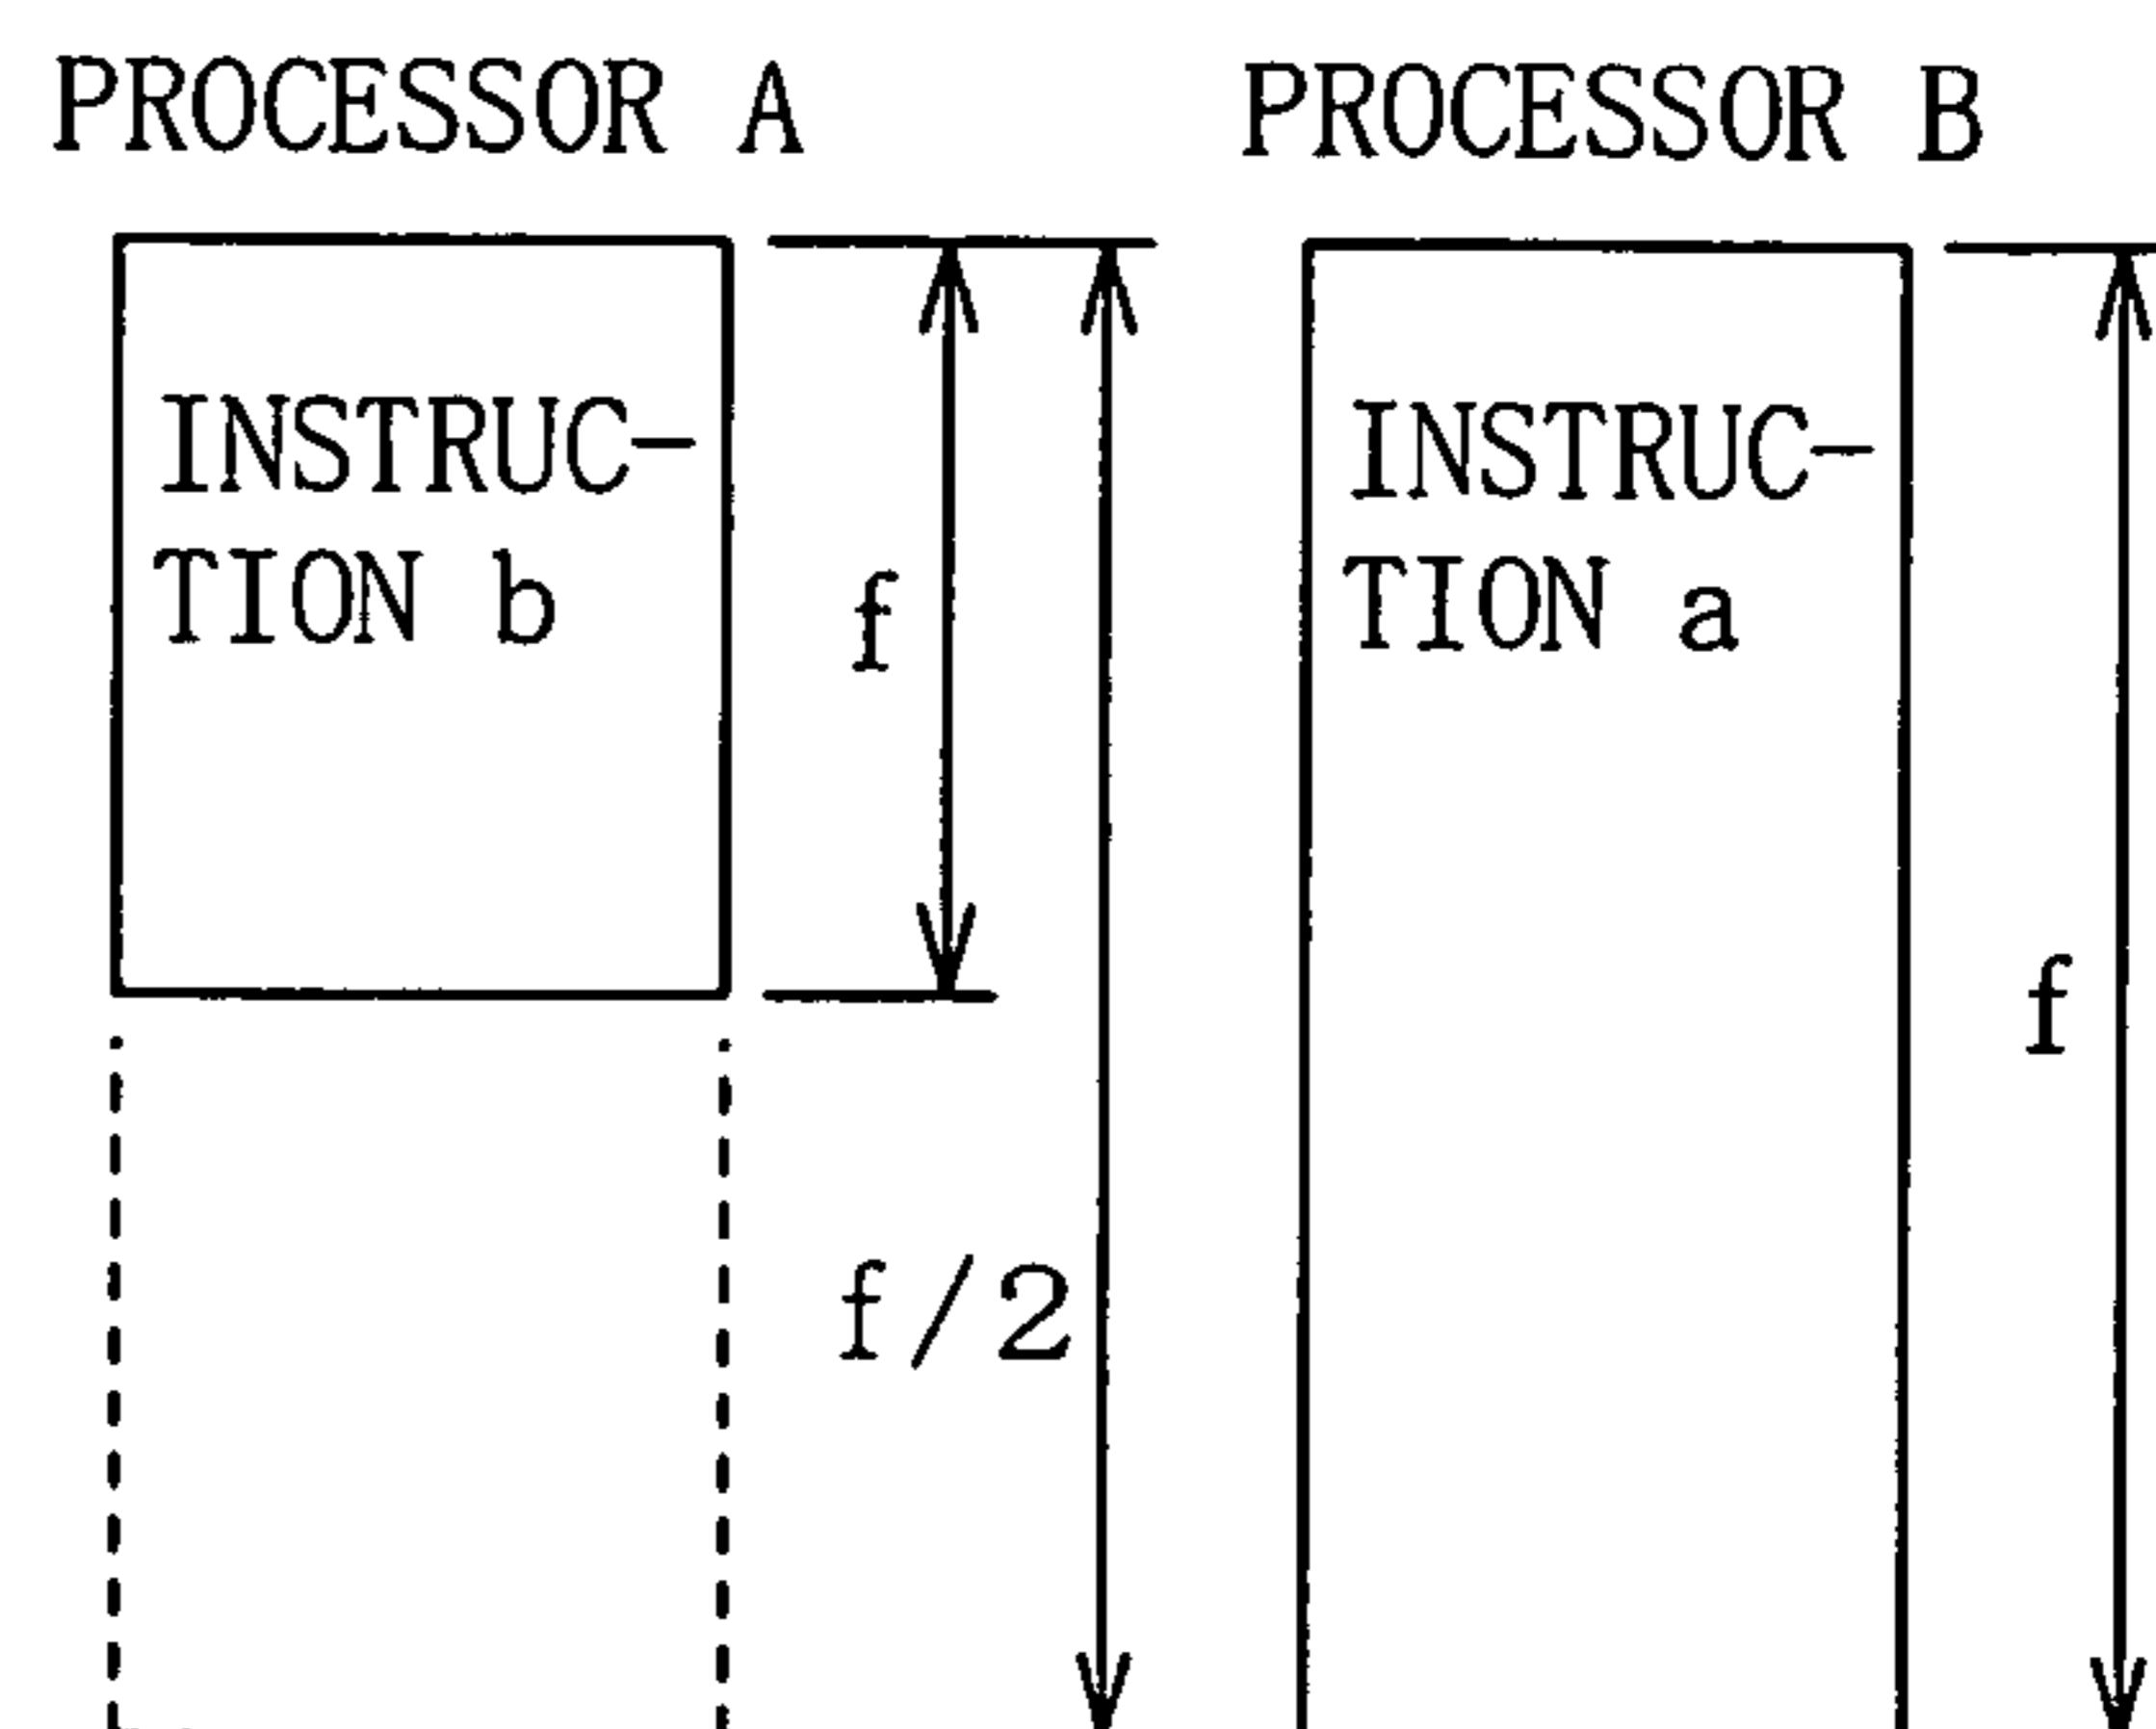 PROCESSOR A
PROCESSOR B
INSTRUC-
TION b
f
f/2
INSTRUC-
TION a
f